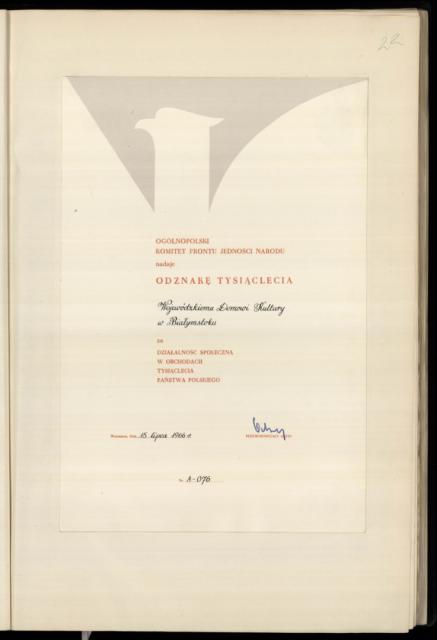 22
OGÓLNOPOLSKI
KOMITET FRONTU JEDNOŚCI NARODU
nadaje
ODZNAKĘ TYSIĄCLECIA
Wojewódzkiemu Domowi Kultury
w Białymstoku
za
DZIAŁALNOŚĆ SPOŁECZNĄ
W OBCHODACH
TYSIĄCLECIA
PAŃSTWA POLSKIEGO
Warszawa, dnia 15 lipca 1966 r.
PRZEWODNICZĄCY
Nr A-076